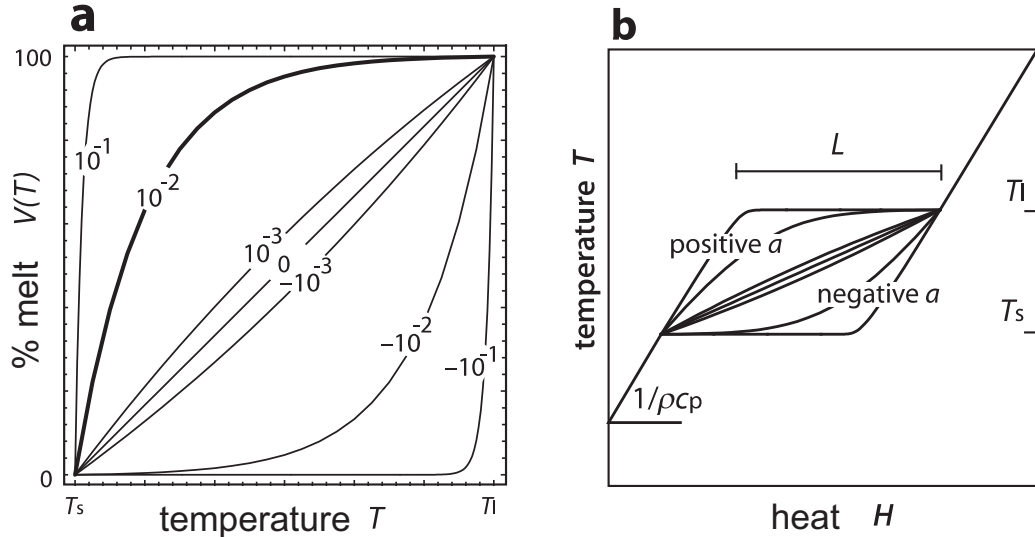 a
100
% melt V(T)
10⁻¹
10⁻²
10⁻³
0
−10⁻³
−10⁻²
−10⁻¹
0
Ts
Tl
temperature T
b
L
Tl
positive a
negative a
Ts
temperature T
1/ρcp
heat H